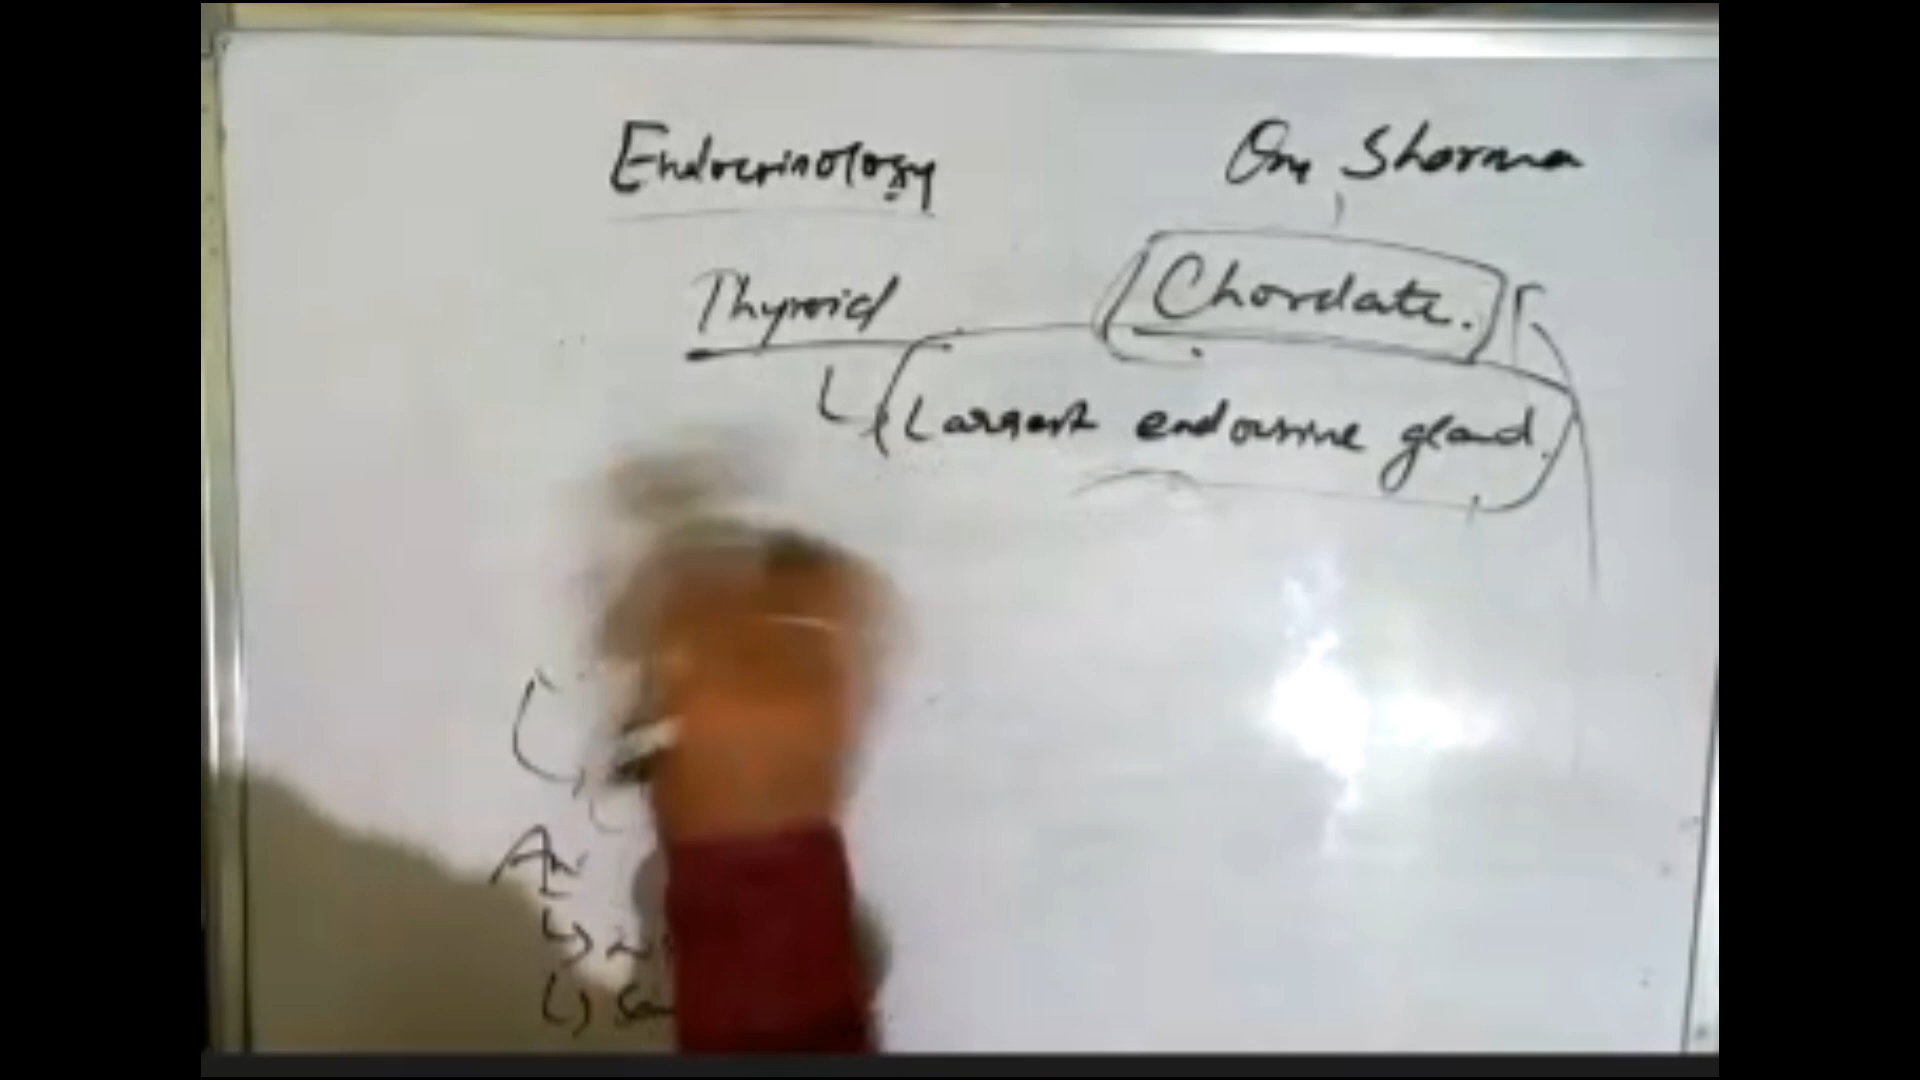 Endocrinology
Om Sharma
Thyroid
Chordate.
Largest endocrine gland.